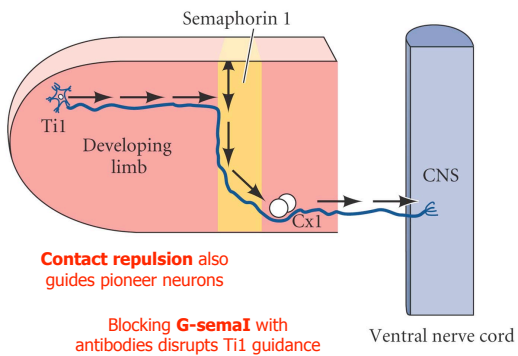 Semaphorin 1
Ti1
Developing
limb
Cx1
CNS
Contact repulsion also
guides pioneer neurons
Blocking G-semaI with
antibodies disrupts Ti1 guidance
Ventral nerve cord